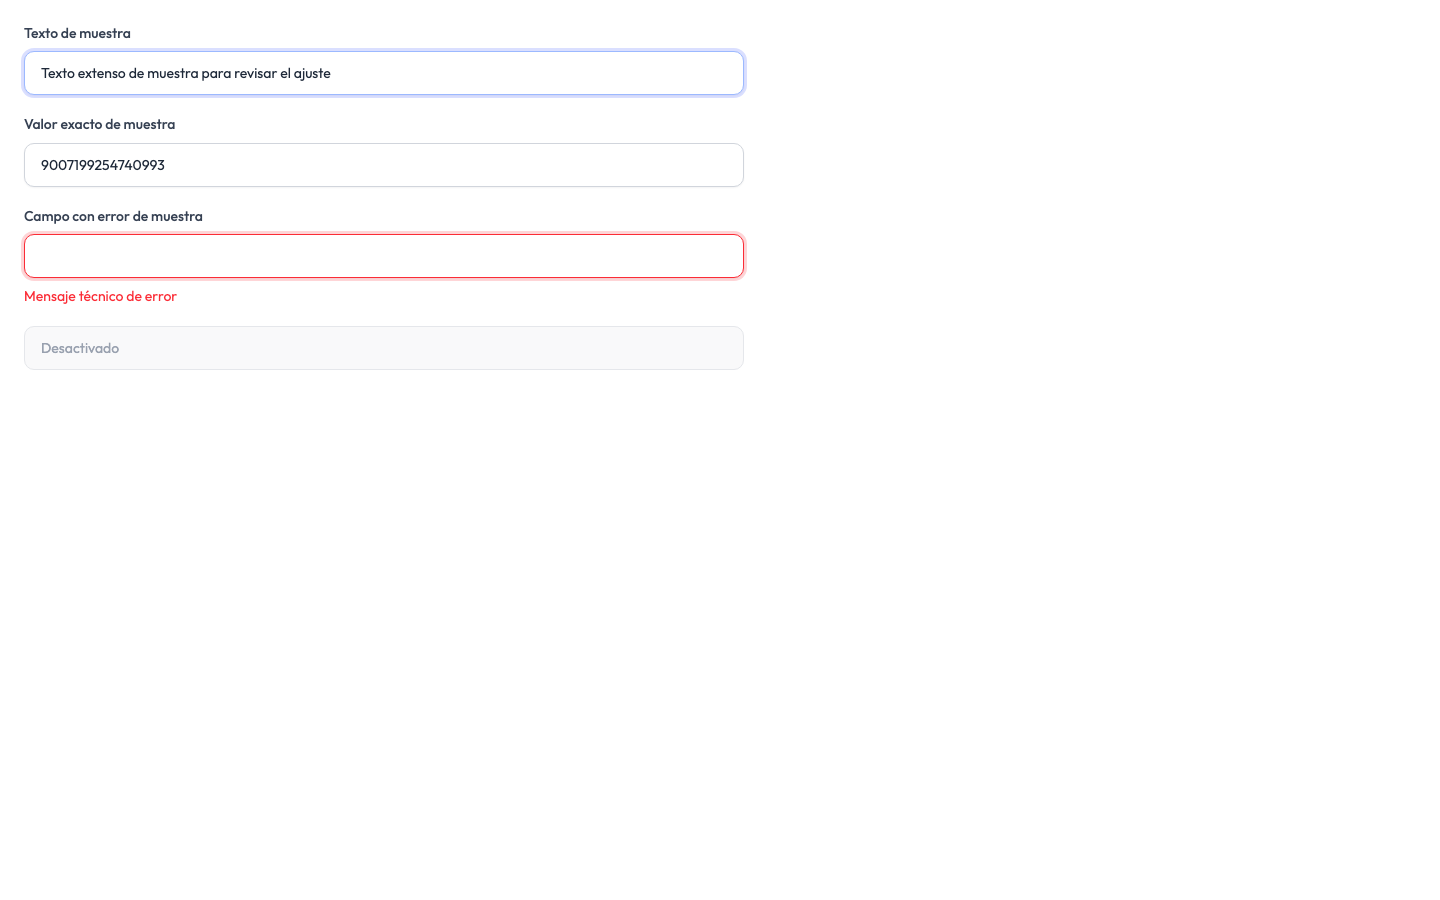 Texto de muestra
Texto extenso de muestra para revisar el ajuste
Valor exacto de muestra
9007199254740993
Campo con error de muestra
Mensaje técnico de error
Desactivado